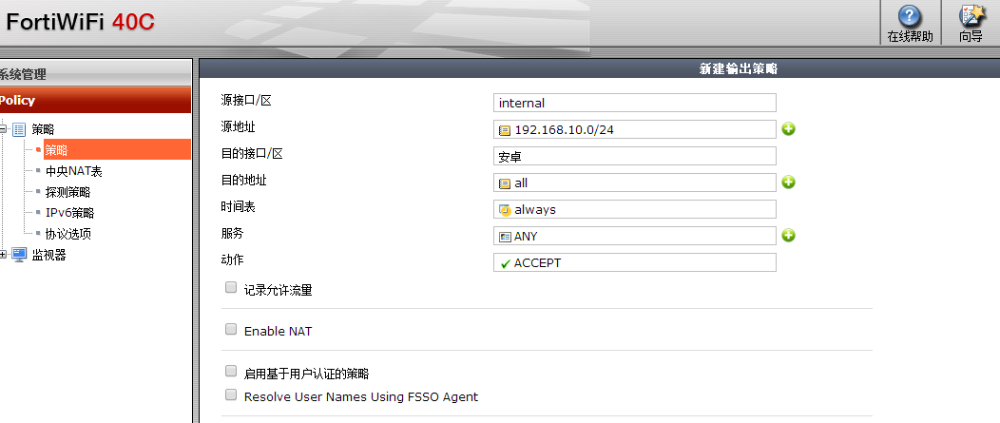 FortiWiFi 40C
在线帮助
向导
系统管理
Policy
策略
策略
中央NAT表
探测策略
IPv6策略
协议选项
监视器
新建输出策略
源接口/区 internal
源地址 192.168.10.0/24
目的接口/区 安卓
目的地址 all
时间表 always
服务 ANY
动作 ACCEPT
记录允许流量
Enable NAT
启用基于用户认证的策略
Resolve User Names Using FSSO Agent